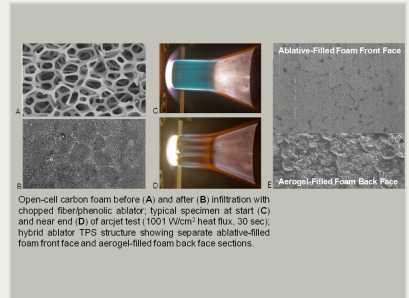 Ablative-Filled Foam Front Face
A
C
B
D
E
Aerogel-Filled Foam Back Face
Open-cell carbon foam before (A) and after (B) infiltration with
chopped fiber/phenolic ablator; typical specimen at start (C)
and near end (D) of arcjet test (1001 W/cm² heat flux, 30 sec);
hybrid ablator TPS structure showing separate ablative-filled
foam front face and aerogel-filled foam back face sections.